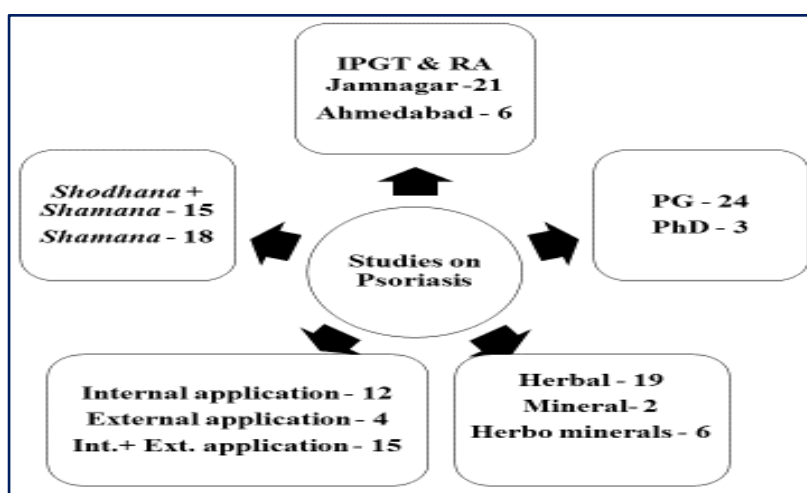 IPGT & RA
Jamnagar -21
Ahmedabad - 6
Shodhana +
Shamana - 15
Shamana - 18
PG - 24
PhD - 3
Studies on
Psoriasis
Internal application - 12
External application - 4
Int.+ Ext. application - 15
Herbal - 19
Mineral- 2
Herbo minerals - 6